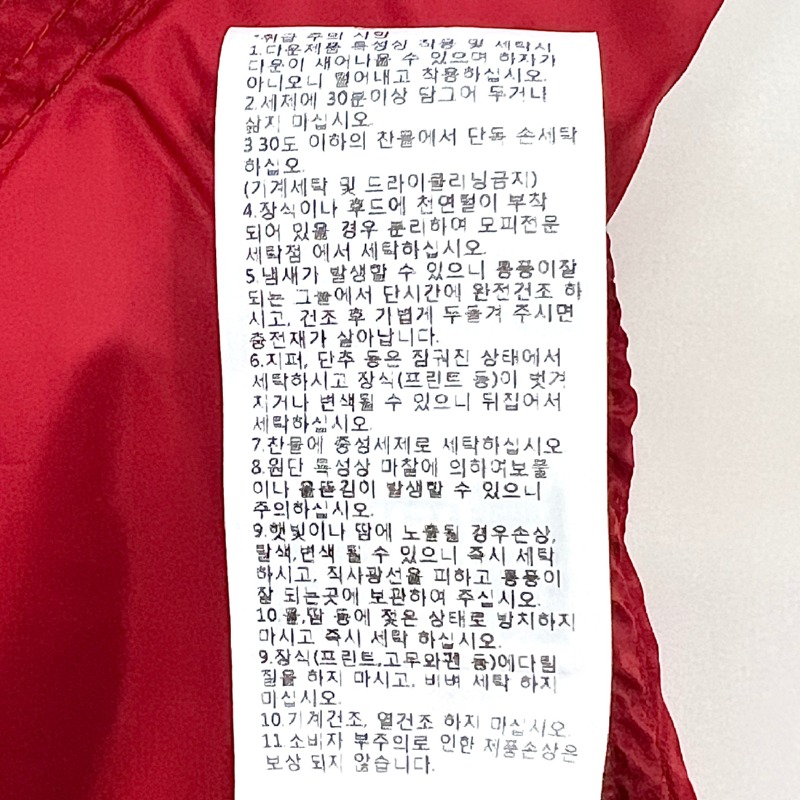 *취급 주의 사항
1.다운제품 특성상 착용 및 세탁시
다운이 새어나올 수 있으며 하자가
아니오니 털어내고 착용하십시오.
2.세제에 30분이상 담그어 두거나
삶지 마십시오.
3 30도 이하의 찬물에서 단독 손세탁
하십오.
(기계세탁 및 드라이클리닝금지)
4.장식이나 후드에 천연털이 부착
되어 있을 경우 분리하여 모피전문
세탁점 에서 세탁하십시오.
5.냄새가 발생할 수 있으니 통풍이잘
되는 그늘에서 단시간에 완전건조 하
시고, 건조 후 가볍게 두들겨 주시면
충전재가 살아납니다.
6.지퍼, 단추 등은 잠궈진 상태에서
세탁하시고 장식(프린트 등)이 벗겨
지거나 변색될 수 있으니 뒤집어서
세탁하십시오.
7.찬물에 중성세제로 세탁하십시오
8.원단 특성상 마찰에 의하여보풀
이나 올뜯김이 발생할 수 있으니
주의하십시오.
9.햇빛이나 땀에 노출될 경우손상,
탈색,변색 될 수 있으니 즉시 세탁
하시고, 직사광선을 피하고 통풍이
잘 되는곳에 보관하여 주십시오.
10.물,땀 등에 젖은 상태로 방치하지
마시고 즉시 세탁 하십시오.
9.장식(프린트,고무와펜 등)에다림
질을 하지 마시고, 비벼 세탁 하지
마십시오.
10.기계건조, 열건조 하지 마십시오.
11.소비자 부주의로 인한 제품손상은
보상 되지 않습니다.